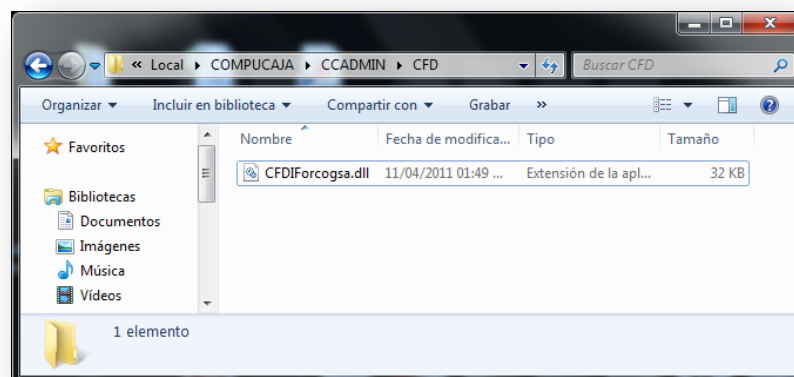 « Local ▸ COMPUCAJA ▸ CCADMIN ▸ CFD Buscar CFD
Organizar Incluir en biblioteca Compartir con Grabar »
Favoritos
Bibliotecas
Documentos
Imágenes
Música
Vídeos
Nombre Fecha de modifica... Tipo Tamaño
CFDIForcogsa.dll 11/04/2011 01:49 ... Extensión de la apl... 32 KB
1 elemento